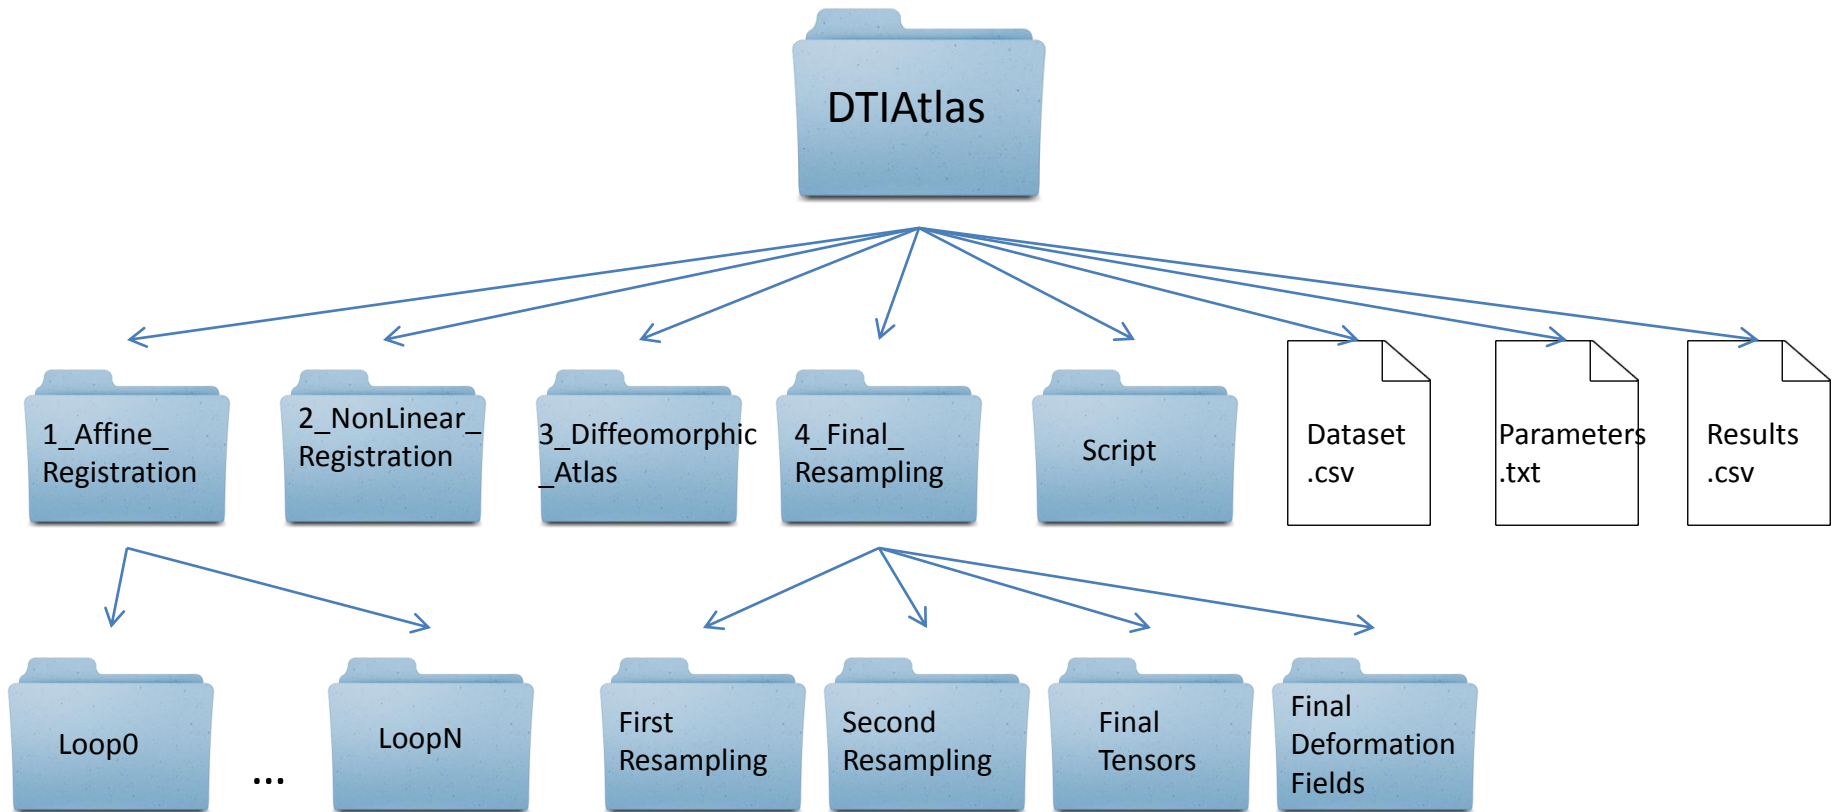 DTIAtlas
1_Affine_
Registration
2_NonLinear_
Registration
3_Diffeomorphic
_Atlas
4_Final_
Resampling
Script
Dataset
.csv
Parameters
.txt
Results
.csv
Loop0
...
LoopN
First
Resampling
Second
Resampling
Final
Tensors
Final
Deformation
Fields